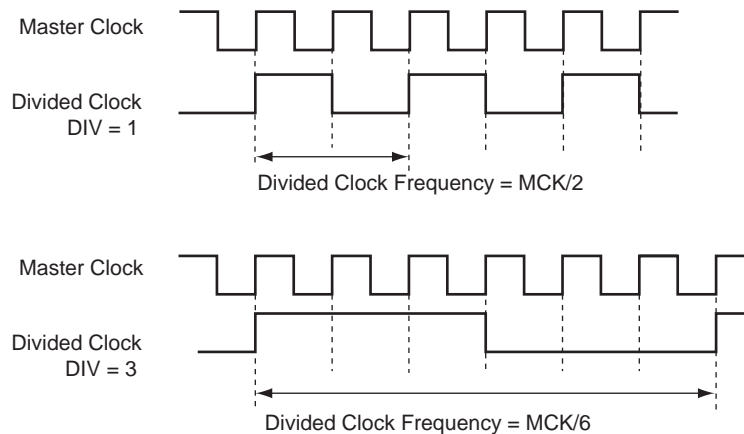 Master Clock
Divided Clock
DIV = 1
Divided Clock Frequency = MCK/2
Master Clock
Divided Clock
DIV = 3
Divided Clock Frequency = MCK/6